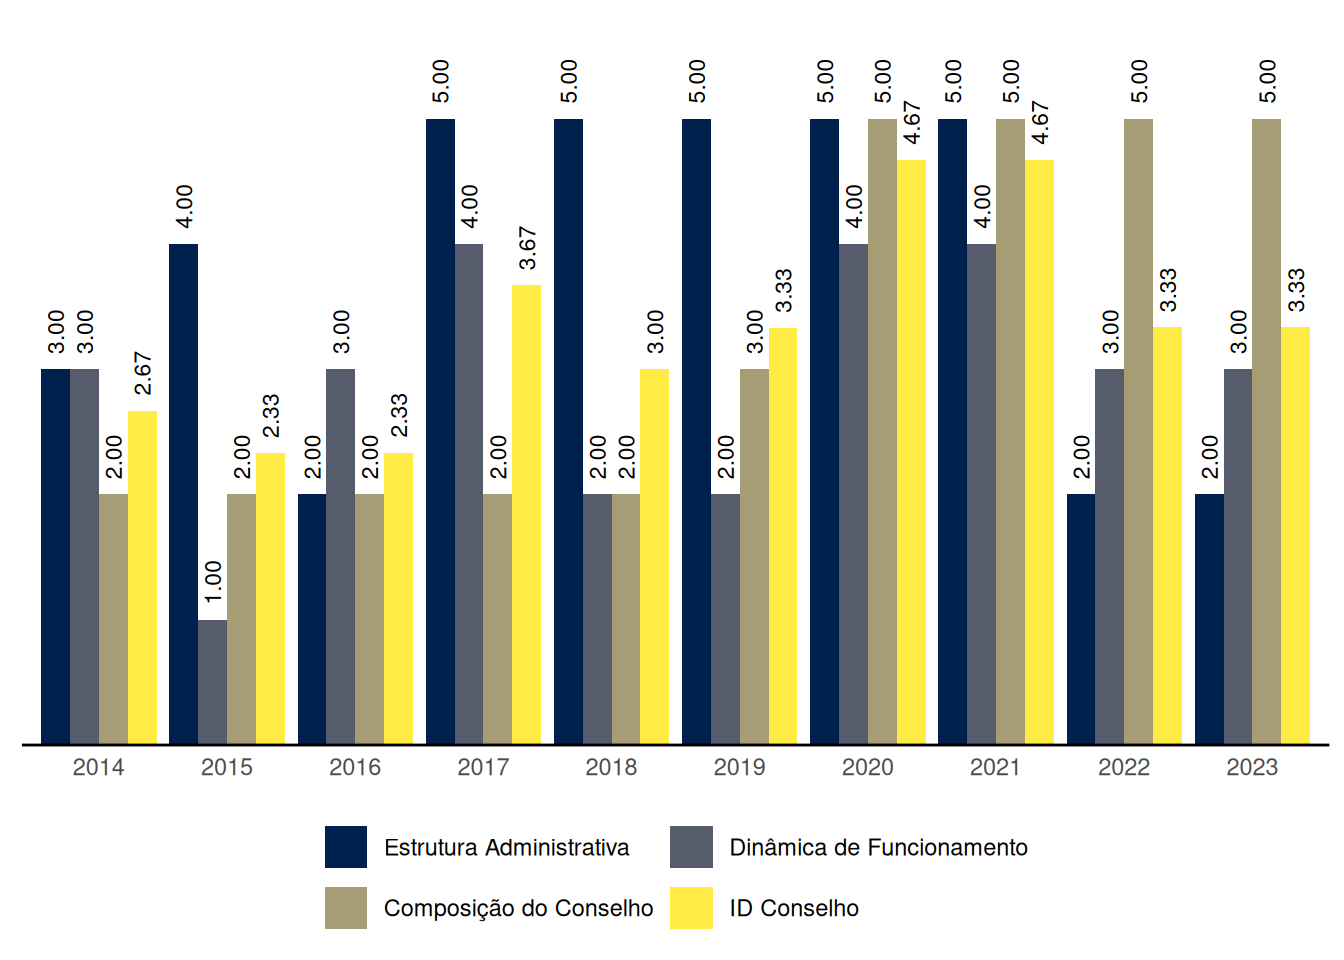 3.00 3.00 2.00 2.67
4.00 1.00 2.00 2.33
2.00 3.00 2.00 2.33
5.00 4.00 2.00 3.67
5.00 2.00 2.00 3.00
5.00 2.00 3.00 3.33
5.00 4.00 5.00 4.67
5.00 4.00 5.00 4.67
2.00 3.00 5.00 3.33
2.00 3.00 5.00 3.33
2014 2015 2016 2017 2018 2019 2020 2021 2022 2023
Estrutura Administrativa Dinâmica de Funcionamento
Composição do Conselho ID Conselho